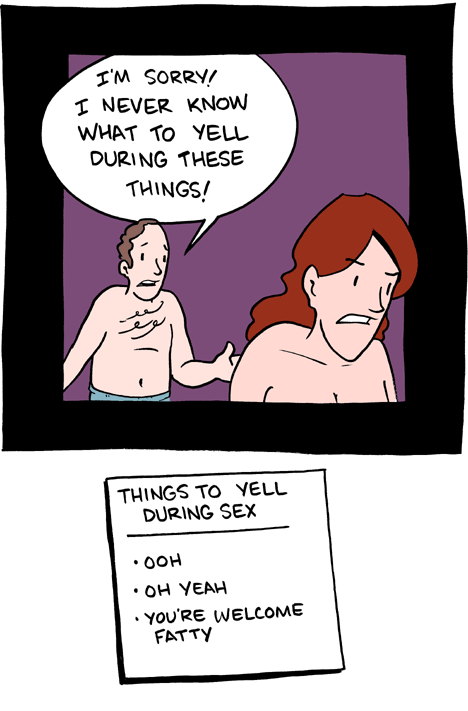 I'M SORRY!
I NEVER KNOW
WHAT TO YELL
DURING THESE
THINGS!
THINGS TO YELL
DURING SEX
• OOH
• OH YEAH
• YOU'RE WELCOME
FATTY